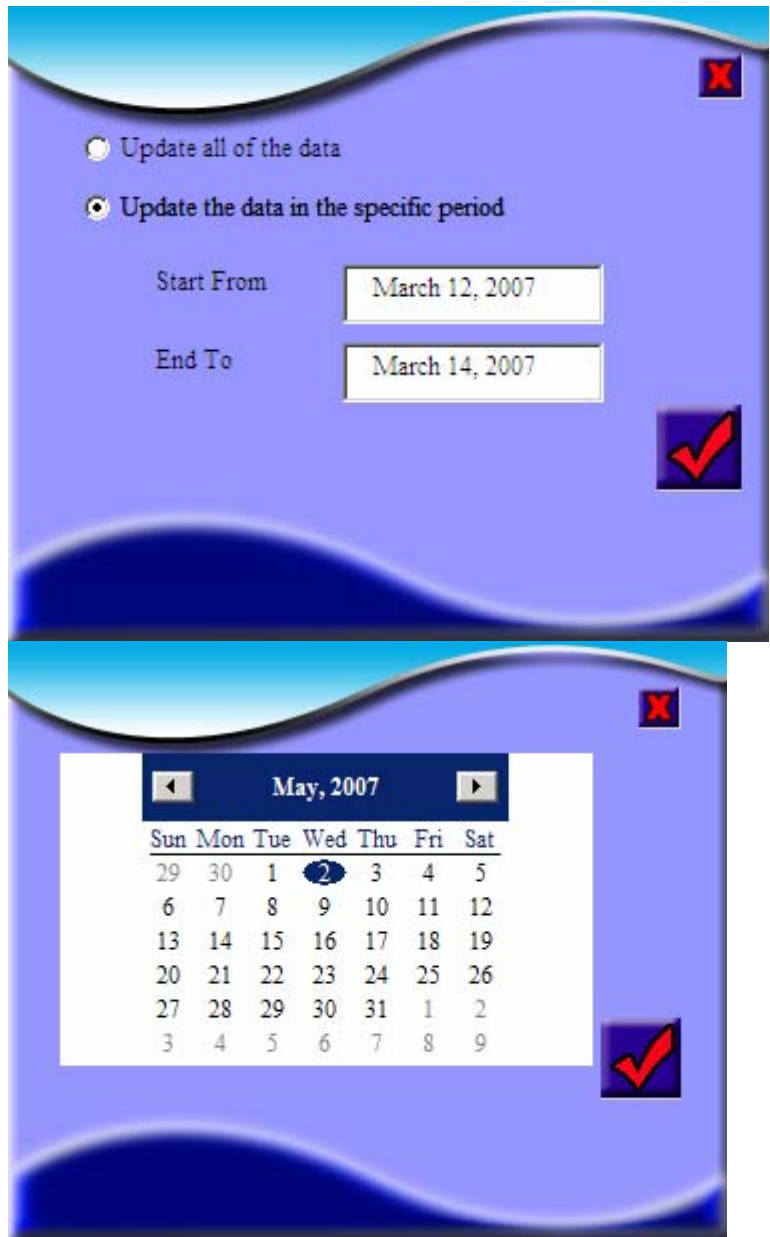 X
Update all of the data
Update the data in the specific period
Start From March 12, 2007
End To March 14, 2007
X
May, 2007
Sun Mon Tue Wed Thu Fri Sat
29 30 1 2 3 4 5
6 7 8 9 10 11 12
13 14 15 16 17 18 19
20 21 22 23 24 25 26
27 28 29 30 31 1 2
3 4 5 6 7 8 9